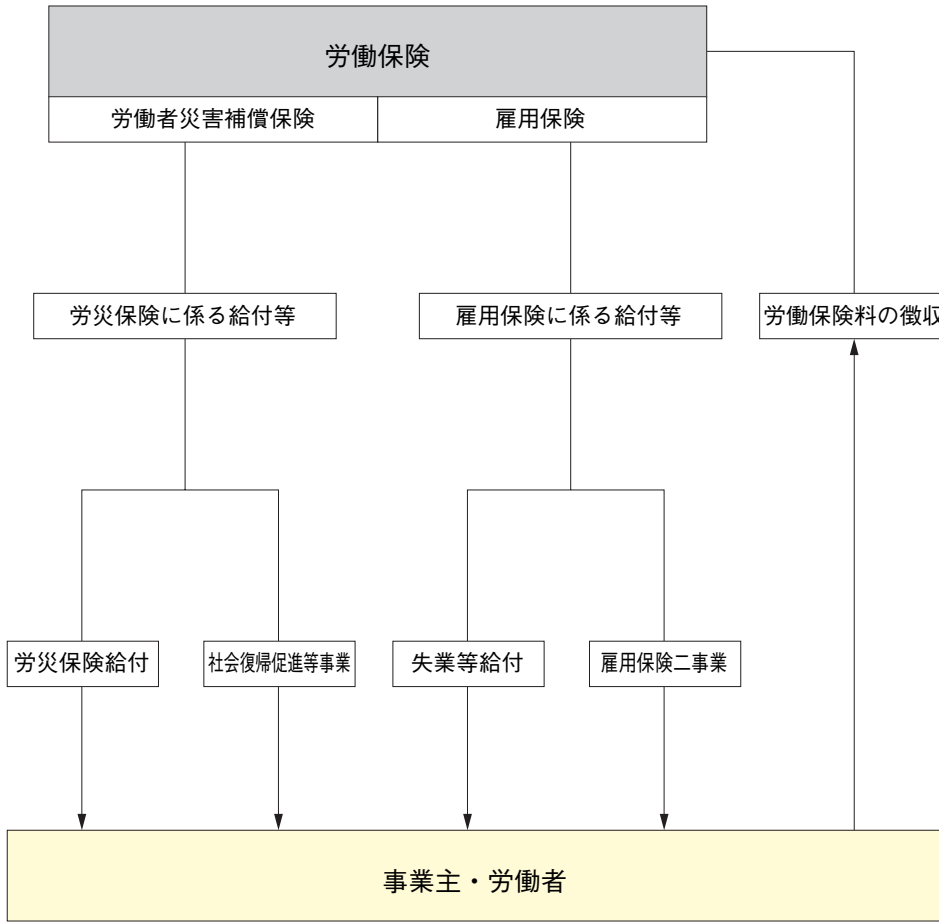 労働保険
労働者災害補償保険
雇用保険
労災保険に係る給付等
雇用保険に係る給付等
労働保険料の徴収
労災保険給付
社会復帰促進等事業
失業等給付
雇用保険二事業
事業主・労働者